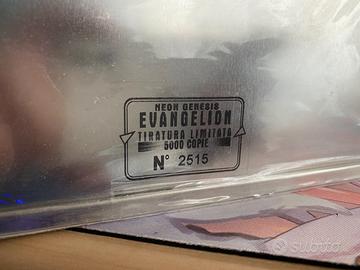 NEON GENESIS
EVANGELION
TIRATURA LIMITATA
5000 COPIE
N° 2515
subito